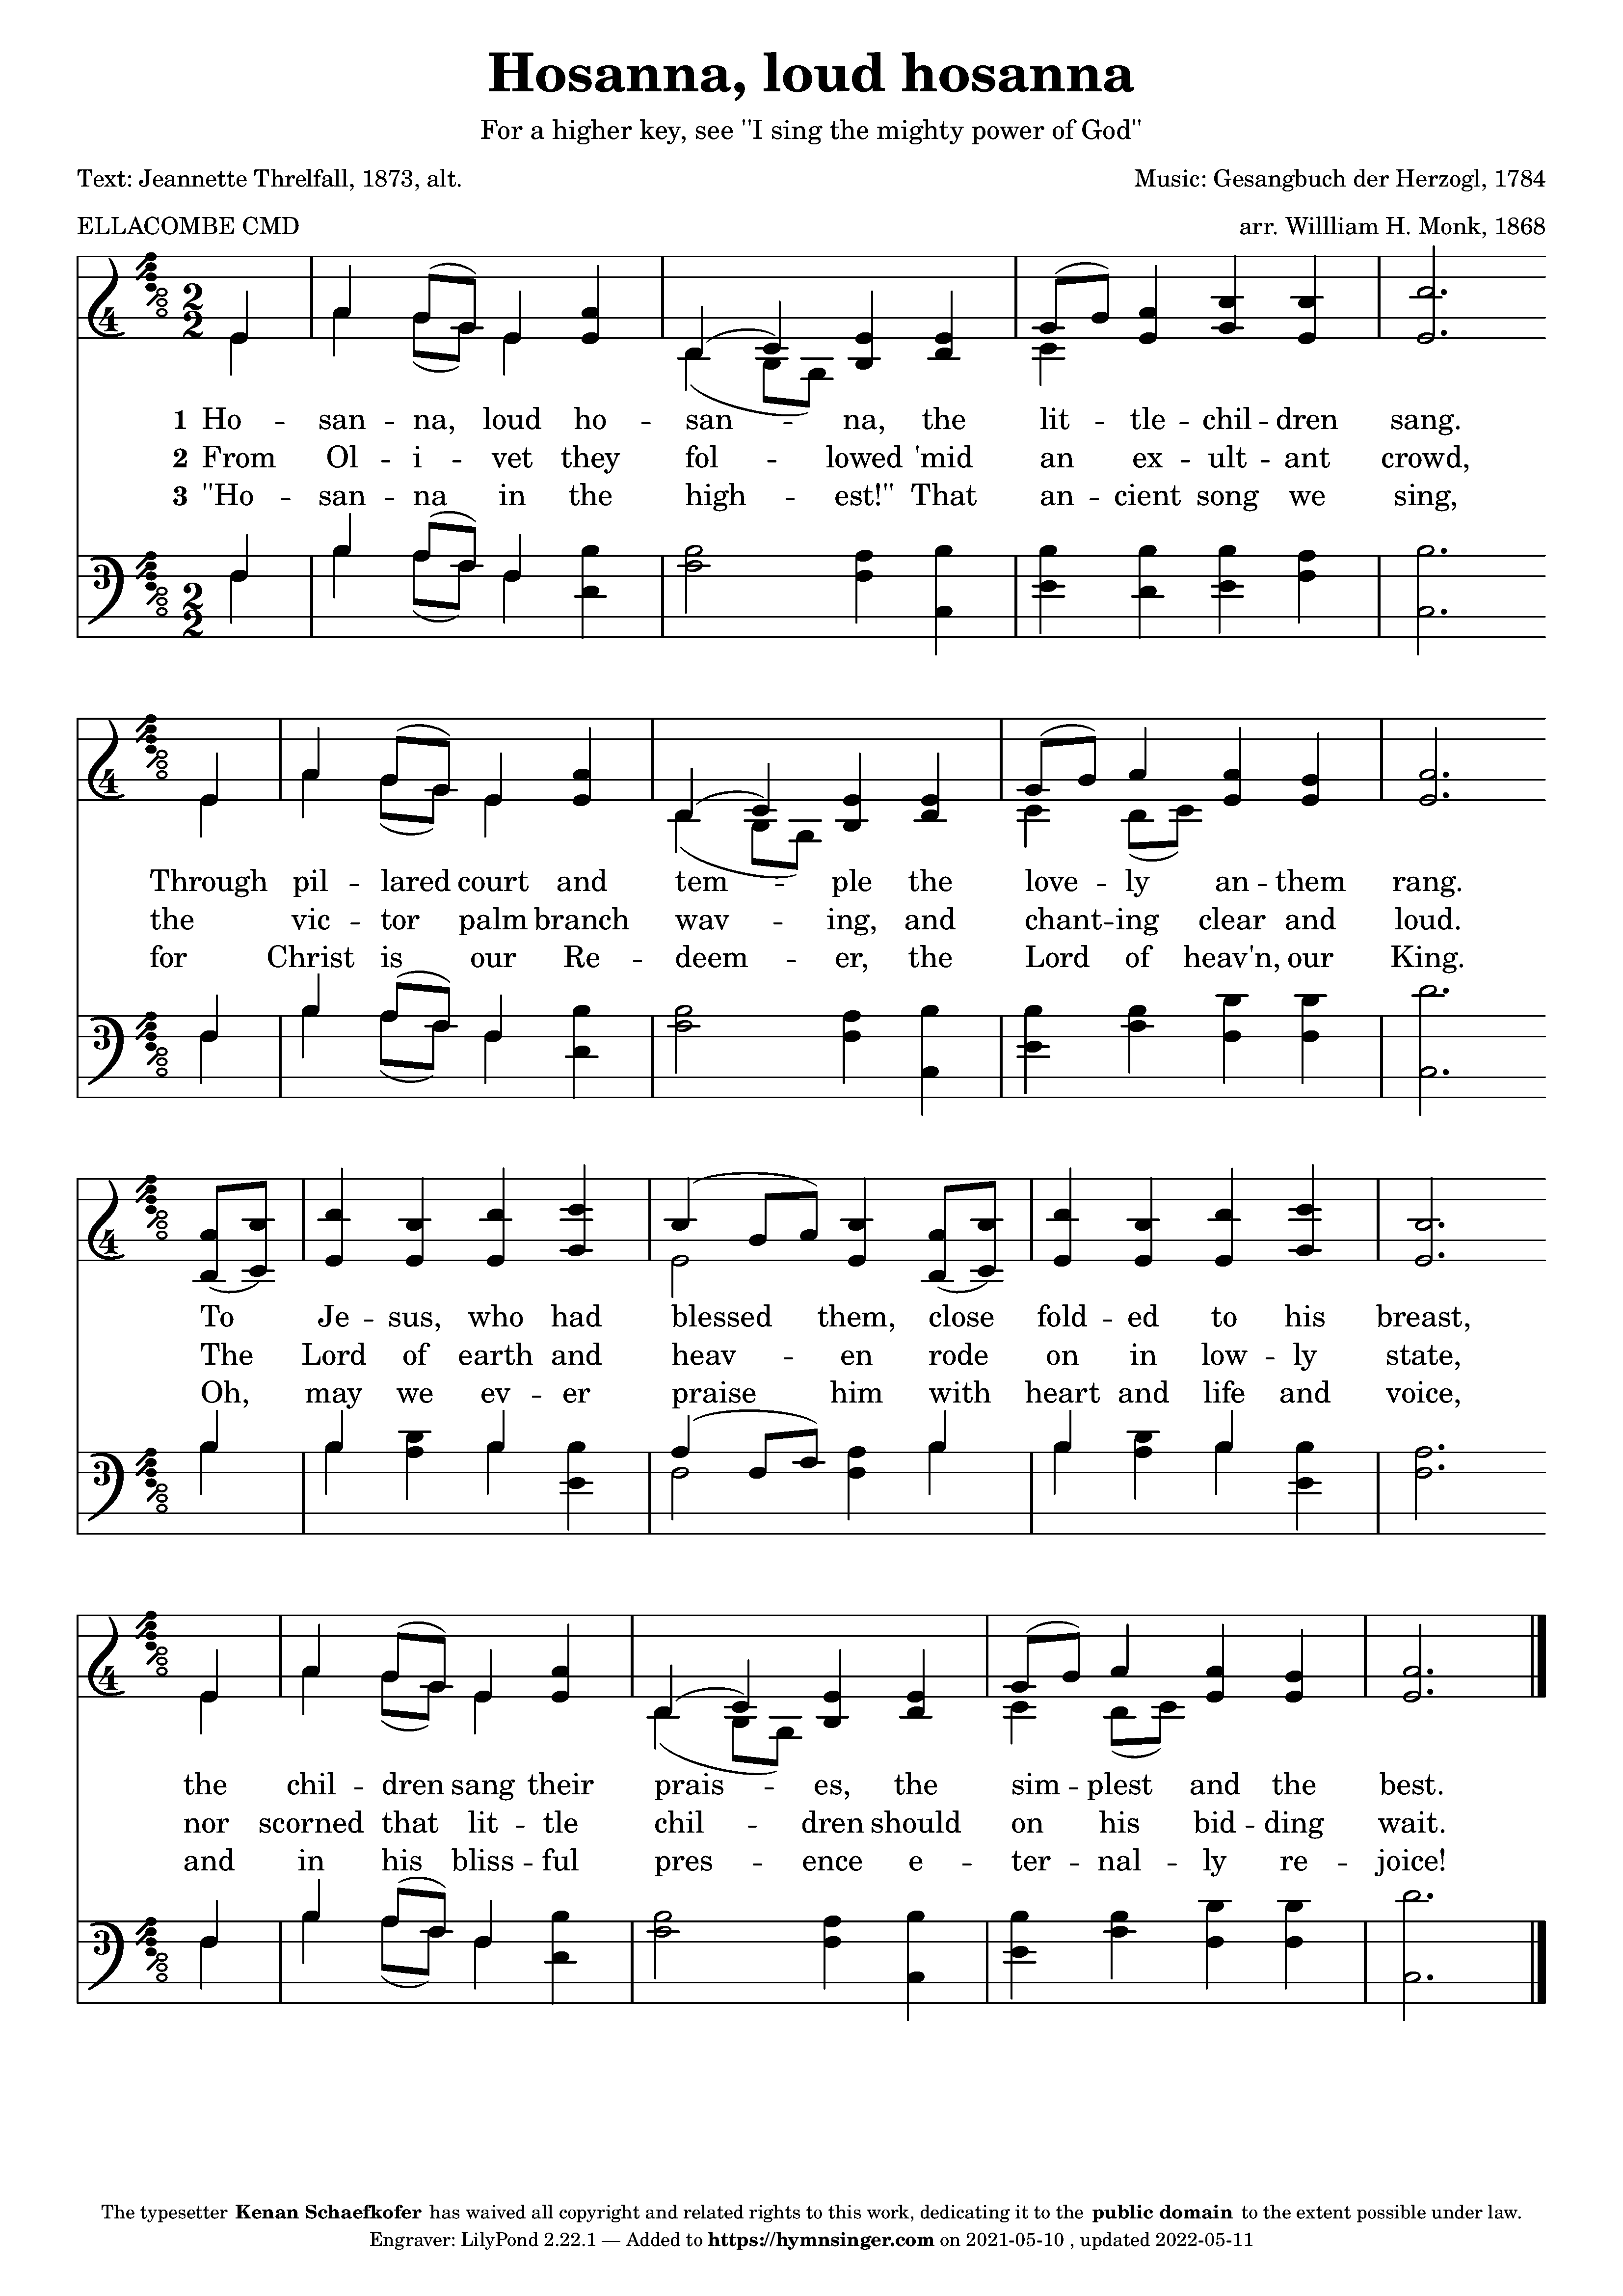 Hosanna, loud hosanna
For a higher key, see "I sing the mighty power of God"
Text: Jeannette Threlfall, 1873, alt.
Music: Gesangbuch der Herzogl, 1784
ELLACOMBE CMD
arr. Willliam H. Monk, 1868
4 2 2
1 Ho -- san -- na, loud ho -- san -- na, the lit -- tle -- chil -- dren sang.
2 From Ol -- i -- vet they fol -- lowed 'mid an ex -- ult -- ant crowd,
3 "Ho -- san -- na in the high -- est!" That an -- cient song we sing,
3 2 2
4
Through pil -- lared court and tem -- ple the love -- ly an -- them rang.
the vic -- tor palm branch wav -- ing, and chant -- ing clear and loud.
for Christ is our Re -- deem -- er, the Lord of heav'n, our King.
3
4
To Je -- sus, who had blessed them, close fold -- ed to his breast,
The Lord of earth and heav -- en rode on in low -- ly state,
Oh, may we ev -- er praise him with heart and life and voice,
3
4
the chil -- dren sang their prais -- es, the sim -- plest and the best.
nor scorned that lit -- tle chil -- dren should on his bid -- ding wait.
and in his bliss -- ful pres -- ence e -- ter -- nal -- ly re -- joice!
3
The typesetter Kenan Schaefkofer has waived all copyright and related rights to this work, dedicating it to the public domain to the extent possible under law.
Engraver: LilyPond 2.22.1 — Added to https://hymnsinger.com on 2021-05-10 , updated 2022-05-11